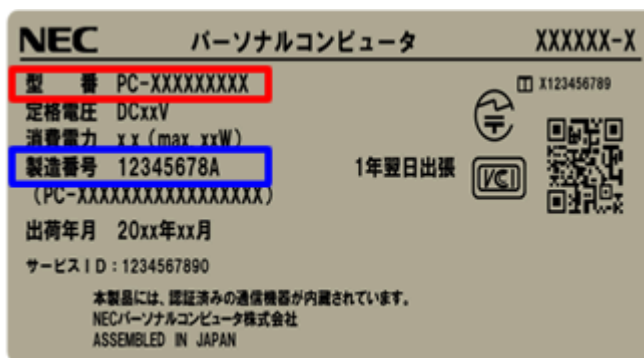 NEC パーソナルコンピュータ XXXXXX-X
型 番 PC-XXXXXXXXX
X123456789
定格電圧 DCxxV
消費電力 xx (max xxW)
製造番号 12345678A
1年翌日出張
VCI
(PC-XXXXXXXXXXXXXXXXX)
出荷年月 20xx年xx月
サービスID:1234567890
本製品には、認証済みの通信機器が内蔵されています。
NECパーソナルコンピュータ株式会社
ASSEMBLED IN JAPAN